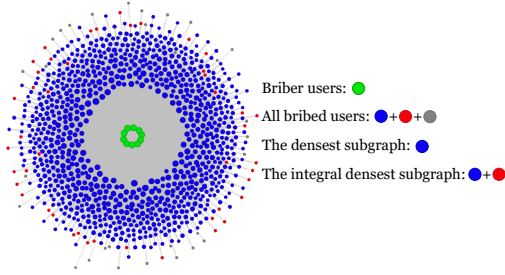 Briber users:
All bribed users: + +
The densest subgraph:
The integral densest subgraph: +